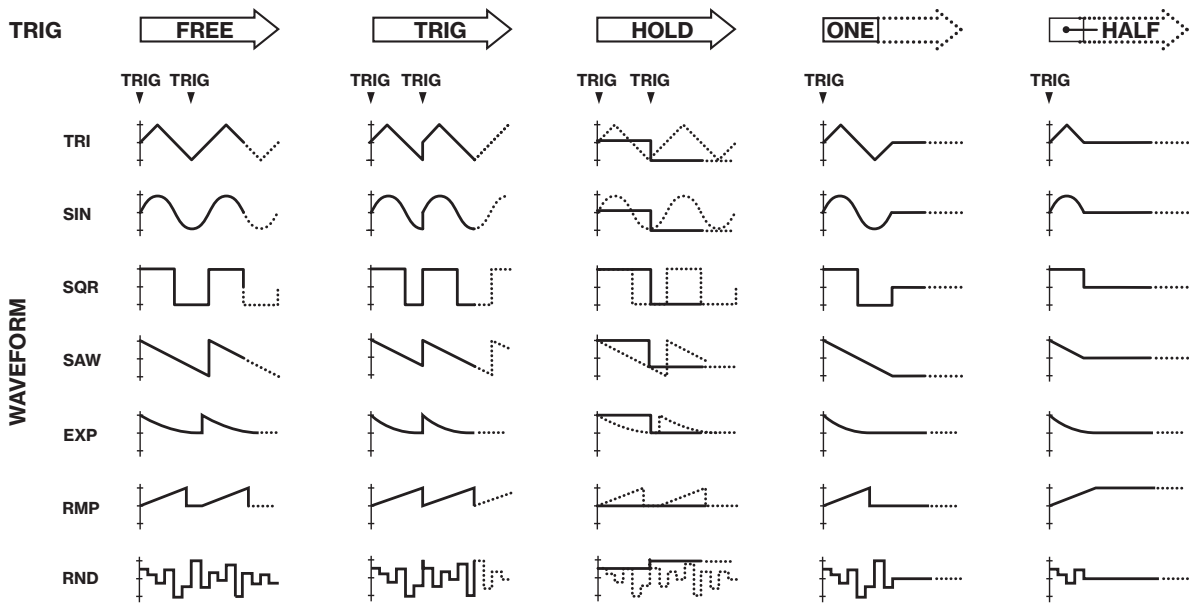 TRIG FREE TRIG HOLD ONE HALF
TRIG TRIG TRIG TRIG TRIG TRIG TRIG TRIG
WAVEFORM
TRI
SIN
SQR
SAW
EXP
RMP
RND